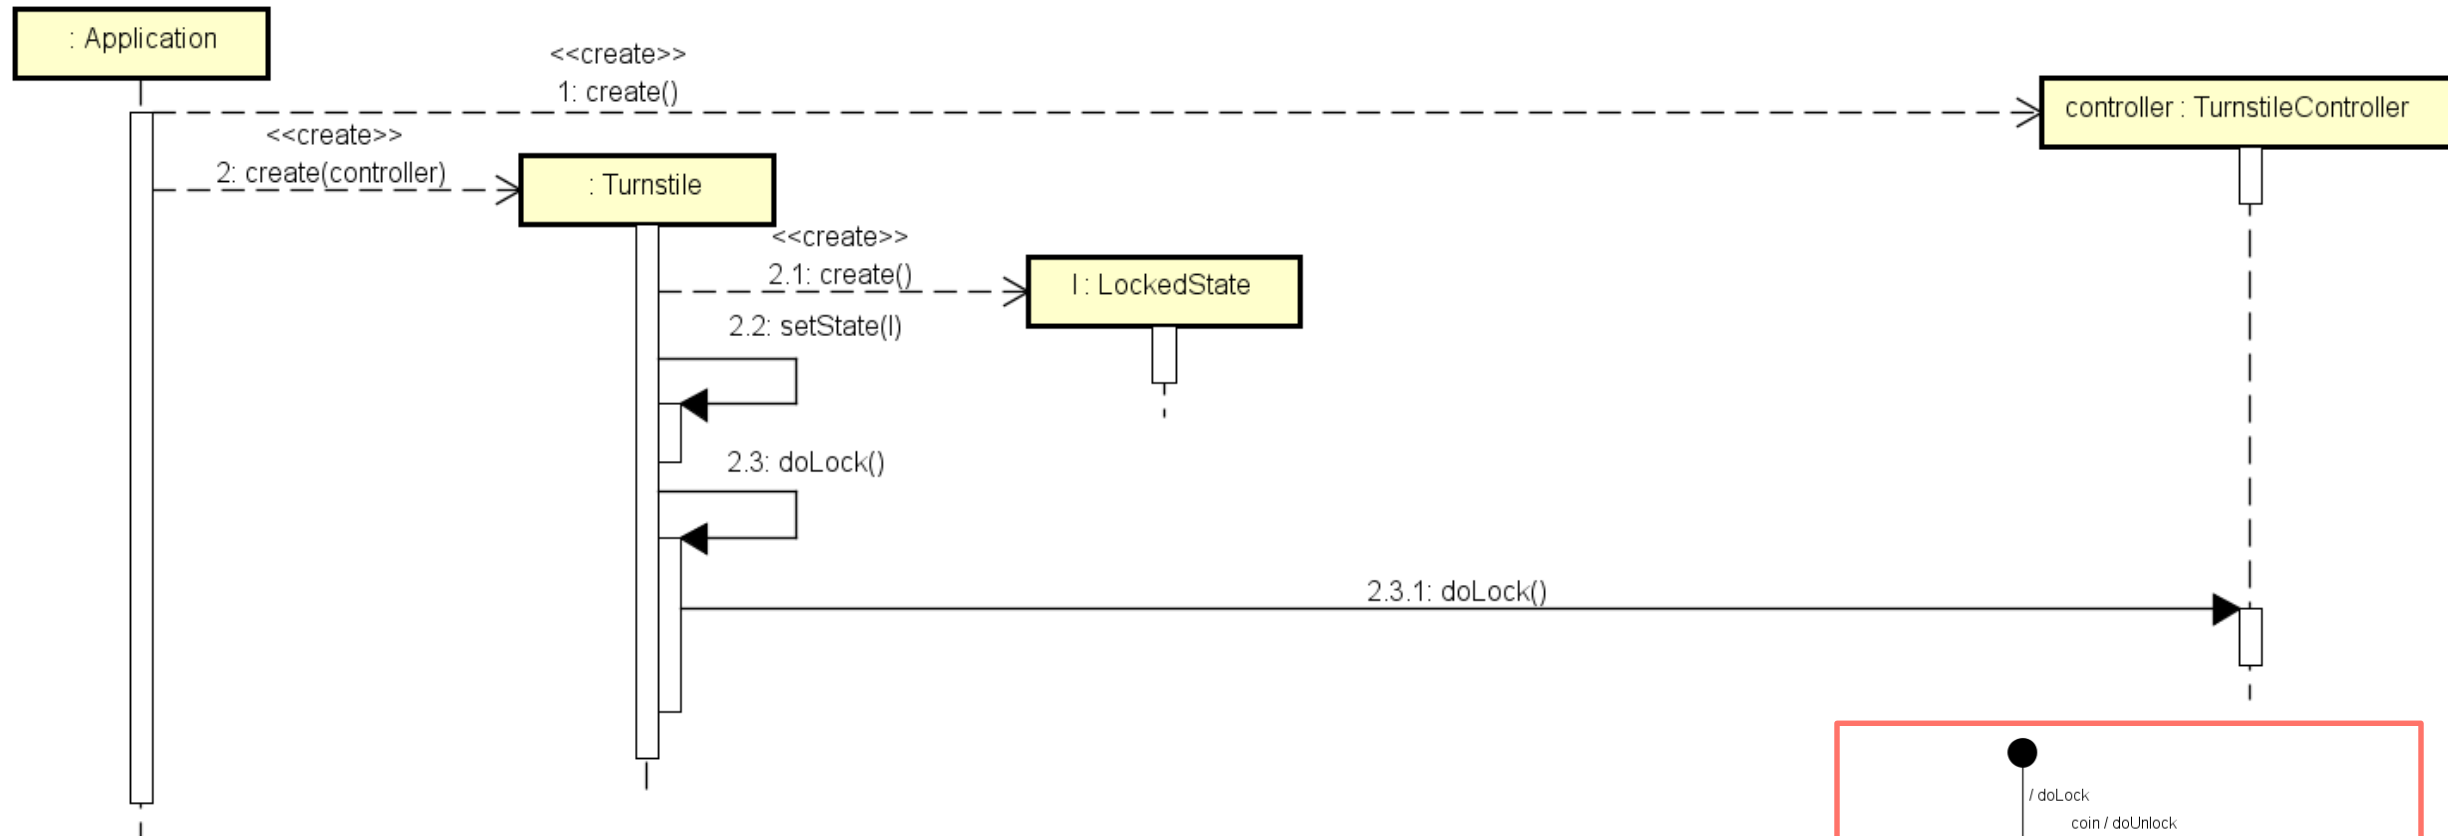 : Application
<<create>>
1: create()
controller : TurnstileController
<<create>>
2: create(controller)
: Turnstile
<<create>>
2.1: create()
l : LockedState
2.2: setState(l)
2.3: doLock()
2.3.1: doLock()
/ doLock
coin / doUnlock